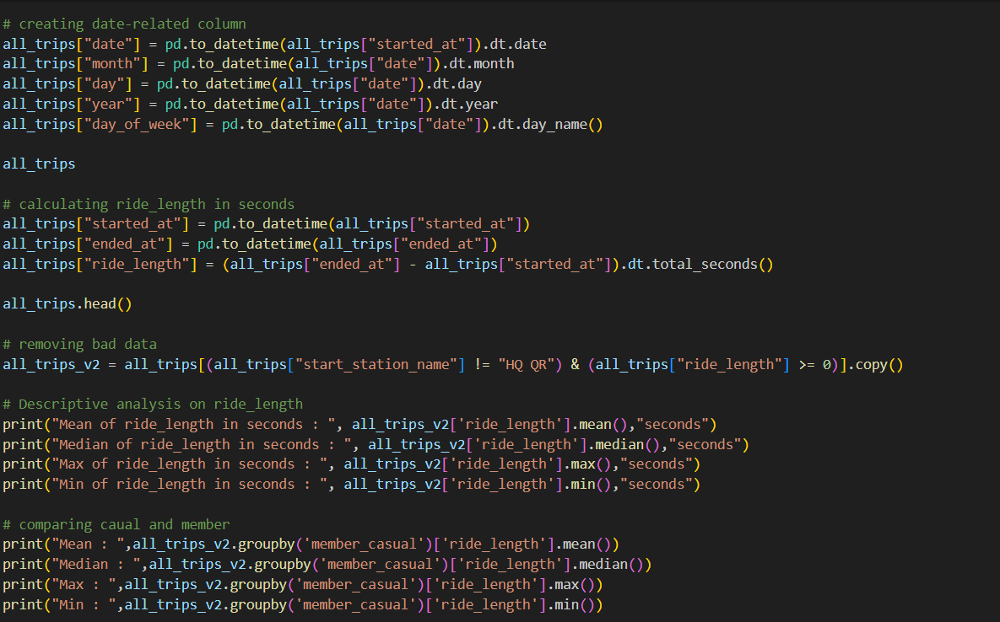 # creating date-related column
all_trips["date"] = pd.to_datetime(all_trips["started_at"]).dt.date
all_trips["month"] = pd.to_datetime(all_trips["date"]).dt.month
all_trips["day"] = pd.to_datetime(all_trips["date"]).dt.day
all_trips["year"] = pd.to_datetime(all_trips["date"]).dt.year
all_trips["day_of_week"] = pd.to_datetime(all_trips["date"]).dt.day_name()
all_trips
# calculating ride_length in seconds
all_trips["started_at"] = pd.to_datetime(all_trips["started_at"])
all_trips["ended_at"] = pd.to_datetime(all_trips["ended_at"])
all_trips["ride_length"] = (all_trips["ended_at"] - all_trips["started_at"]).dt.total_seconds()
all_trips.head()
# removing bad data
all_trips_v2 = all_trips[(all_trips["start_station_name"] != "HQ QR") & (all_trips["ride_length"] >= 0)].copy()
# Descriptive analysis on ride_length
print("Mean of ride_length in seconds : ", all_trips_v2['ride_length'].mean(),"seconds")
print("Median of ride_length in seconds : ", all_trips_v2['ride_length'].median(),"seconds")
print("Max of ride_length in seconds : ", all_trips_v2['ride_length'].max(),"seconds")
print("Min of ride_length in seconds : ", all_trips_v2['ride_length'].min(),"seconds")
# comparing caual and member
print("Mean : ",all_trips_v2.groupby('member_casual')['ride_length'].mean())
print("Median : ",all_trips_v2.groupby('member_casual')['ride_length'].median())
print("Max : ",all_trips_v2.groupby('member_casual')['ride_length'].max())
print("Min : ",all_trips_v2.groupby('member_casual')['ride_length'].min())